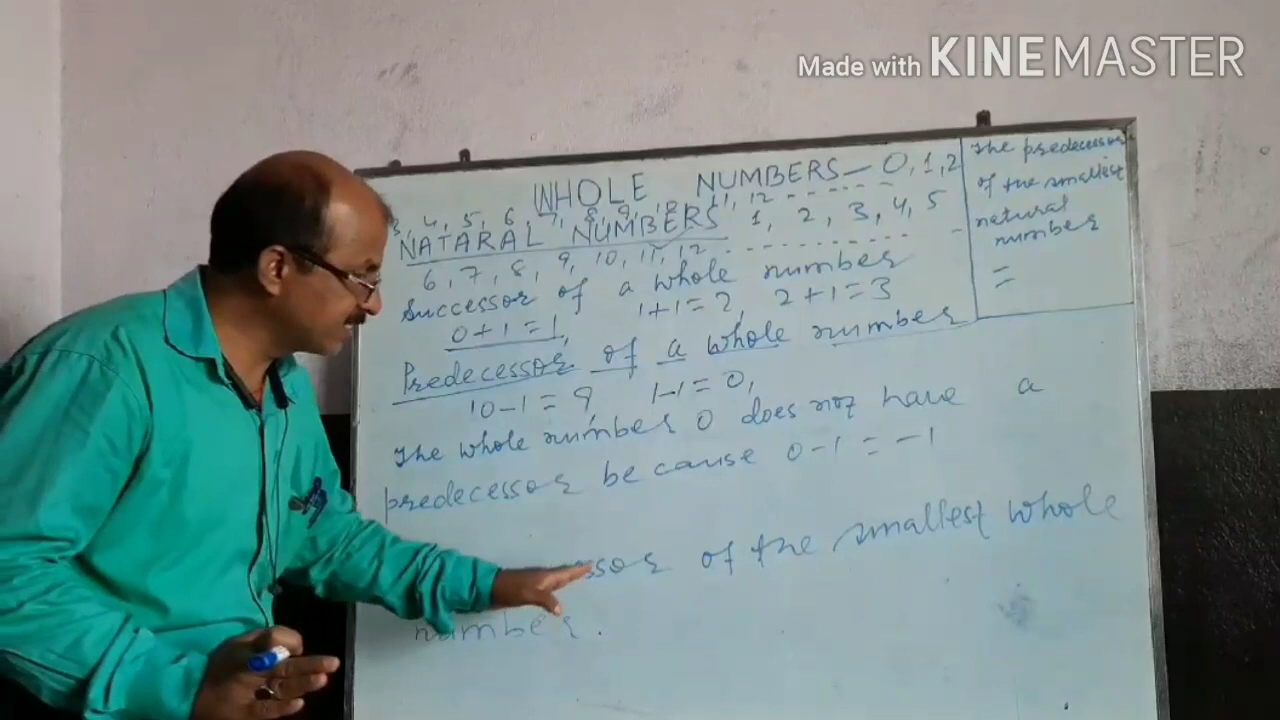 Made with KINEMASTER
WHOLE NUMBERS - 0, 1, 2
3, 4, 5, 6, 7, 8, 9, 10, 11, 12 ------
NATARAL NUMBERS 1, 2, 3, 4, 5
6, 7, 8, 9, 10, 11, 12 -----------
Successor of a whole number
0+1=1, 1+1=2, 2+1=3
Predecessor of a whole number
10-1=9, 1-1=0,
The whole number 0 does not have a
predecessor be cause 0-1=-1
of the smallest whole
number.
The predecessor
of the smallest
natural
number
=